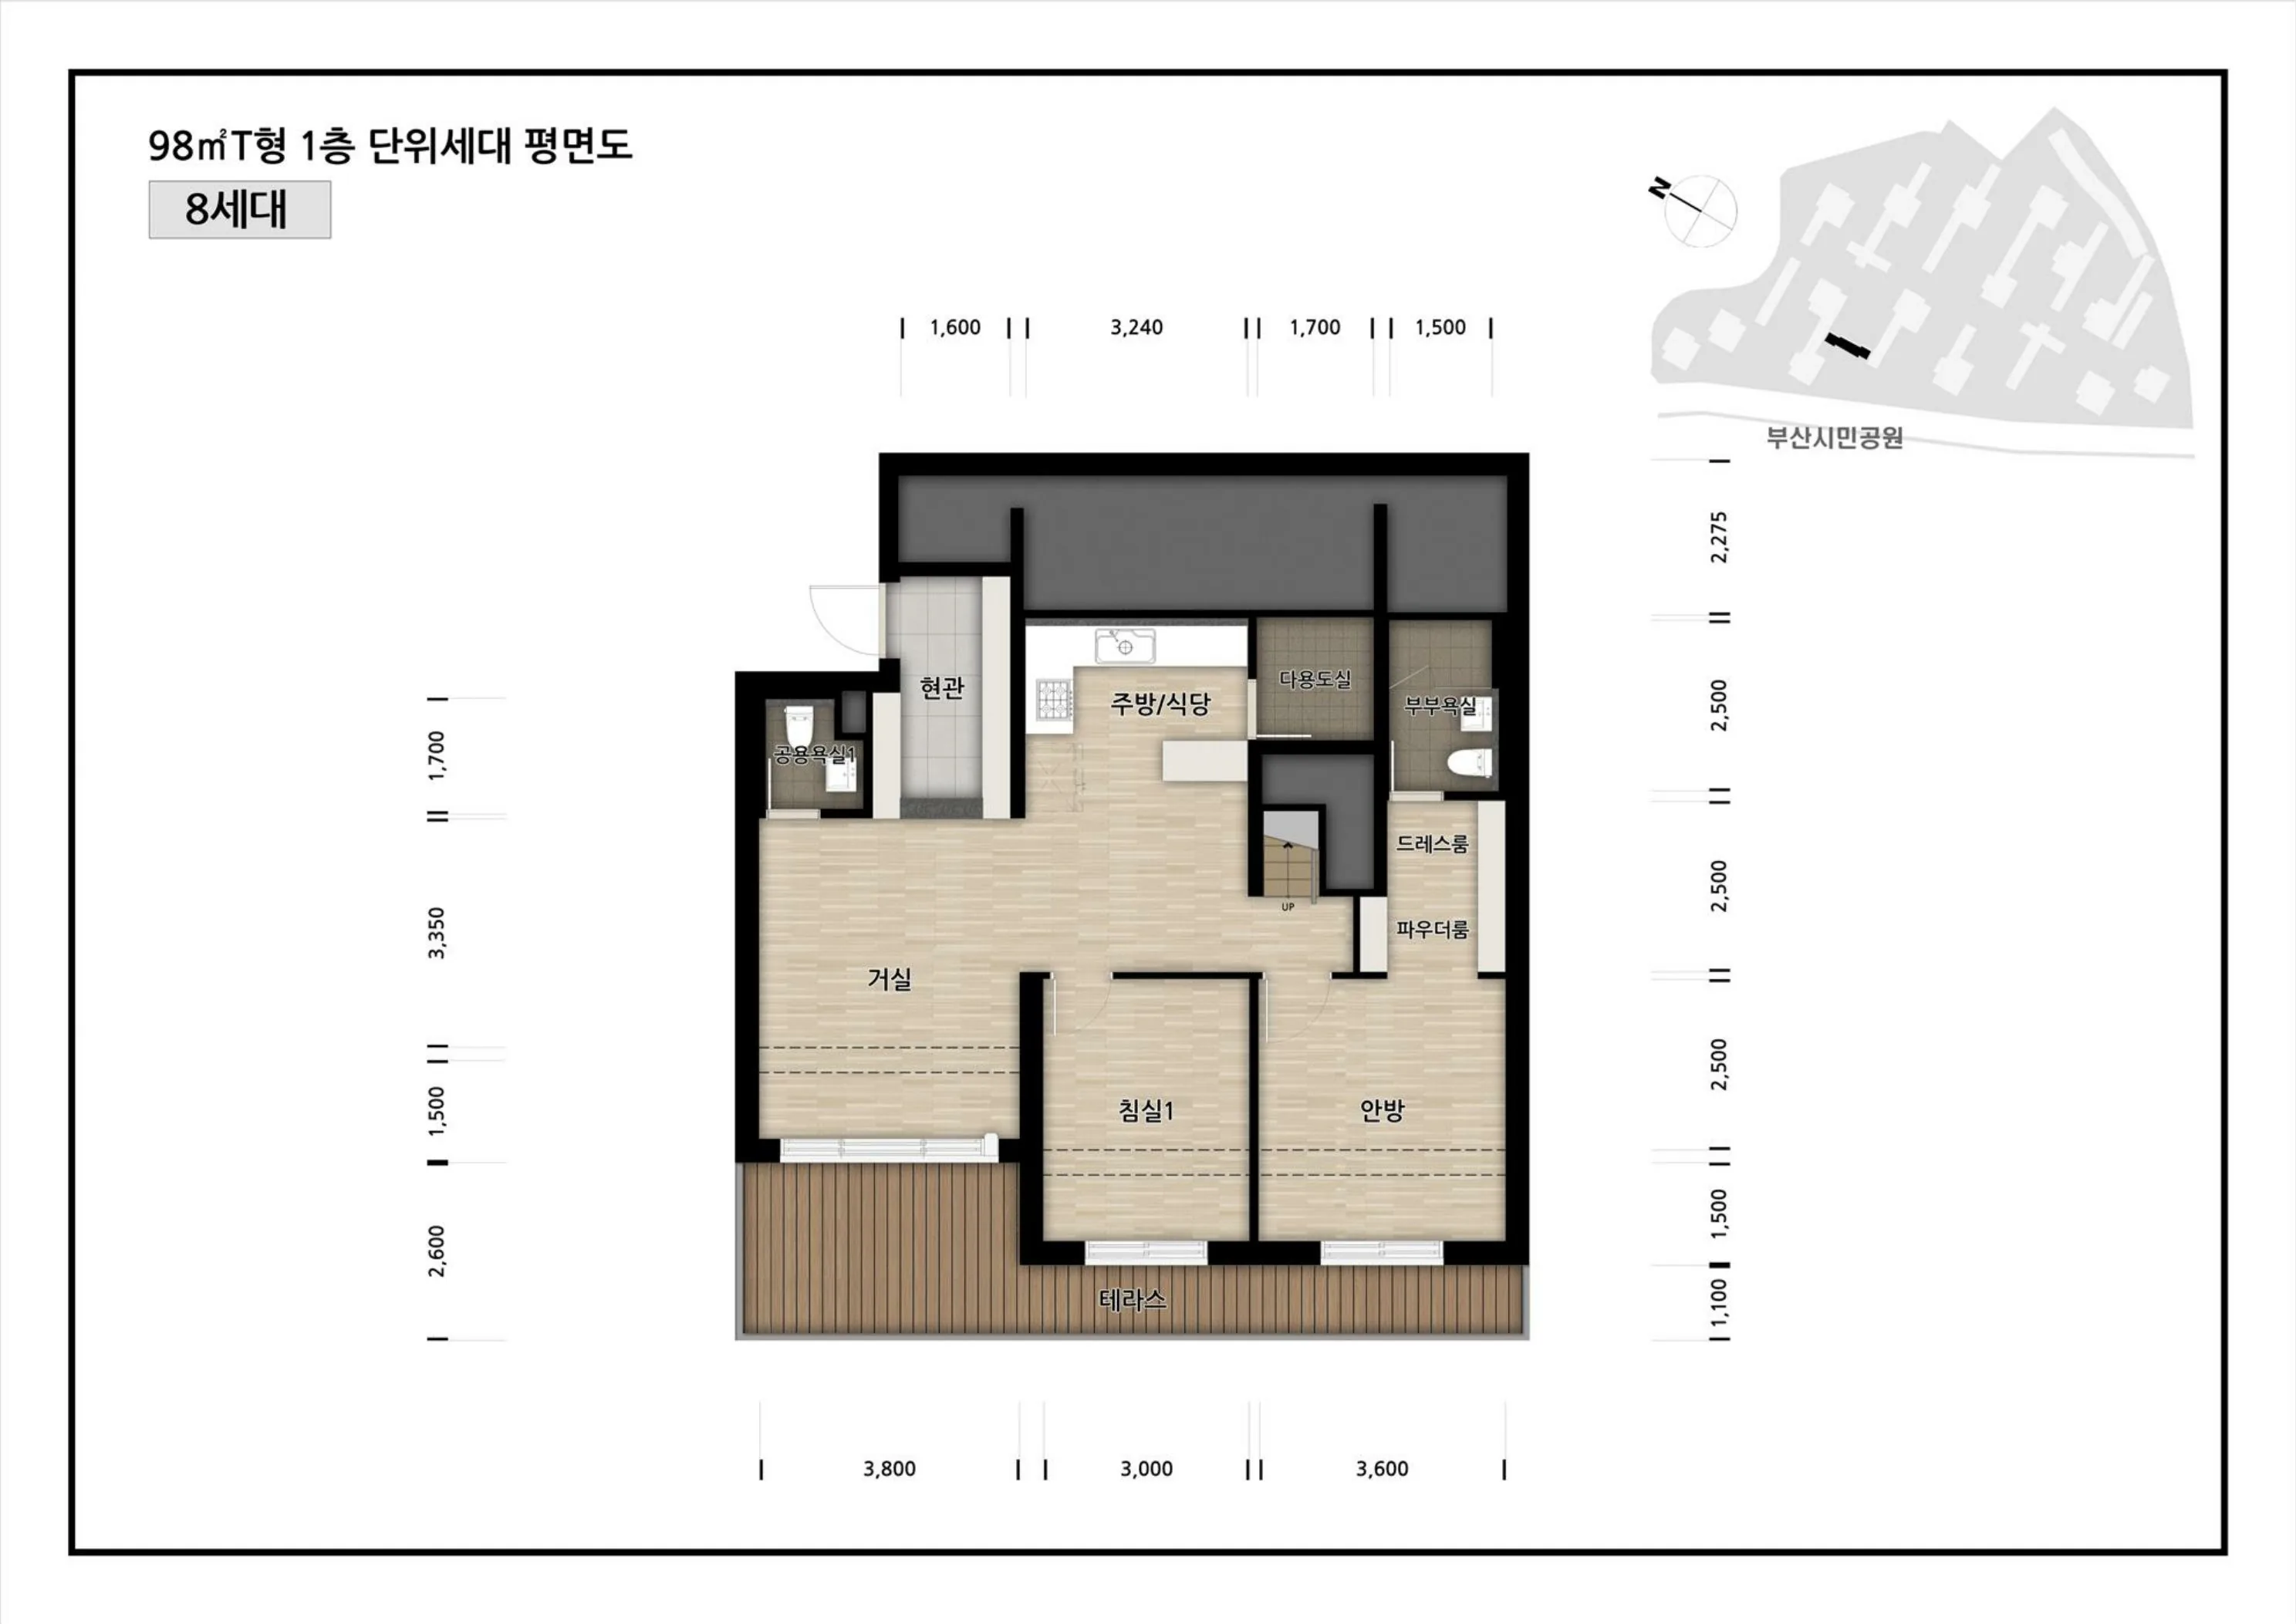 98㎡T형 1층 단위세대 평면도
8세대
N
부산시민공원
1,600
3,240
1,700
1,500
2,275
2,500
2,500
2,500
1,500
1,100
1,700
3,350
1,500
2,600
현관
주방/식당
다용도실
부부욕실
공용욕실1
드레스룸
UP
파우더룸
거실
침실1
안방
테라스
3,800
3,000
3,600